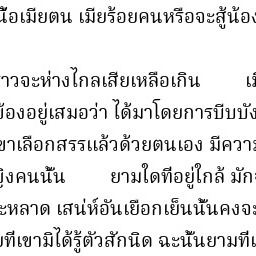 นื้อเมียตน เมียร้อยคนหรือจะสู้น้อง
าวจะห่างไกลเสียเหลือเกิน เมี
ข้องอยู่เสมอว่า ได้มาโดยการบีบบัง
ขาเลือกสรรแล้วด้วยตนเอง มีควา
งคนนั้น ยามใดที่อยู่ใกล้ มัก
ะหลาด เสน่ห์อันเยือกเย็นนั้นคงจะ
ที่เขามิได้รู้ตัวสักนิด ฉะนั้นยามที่เ